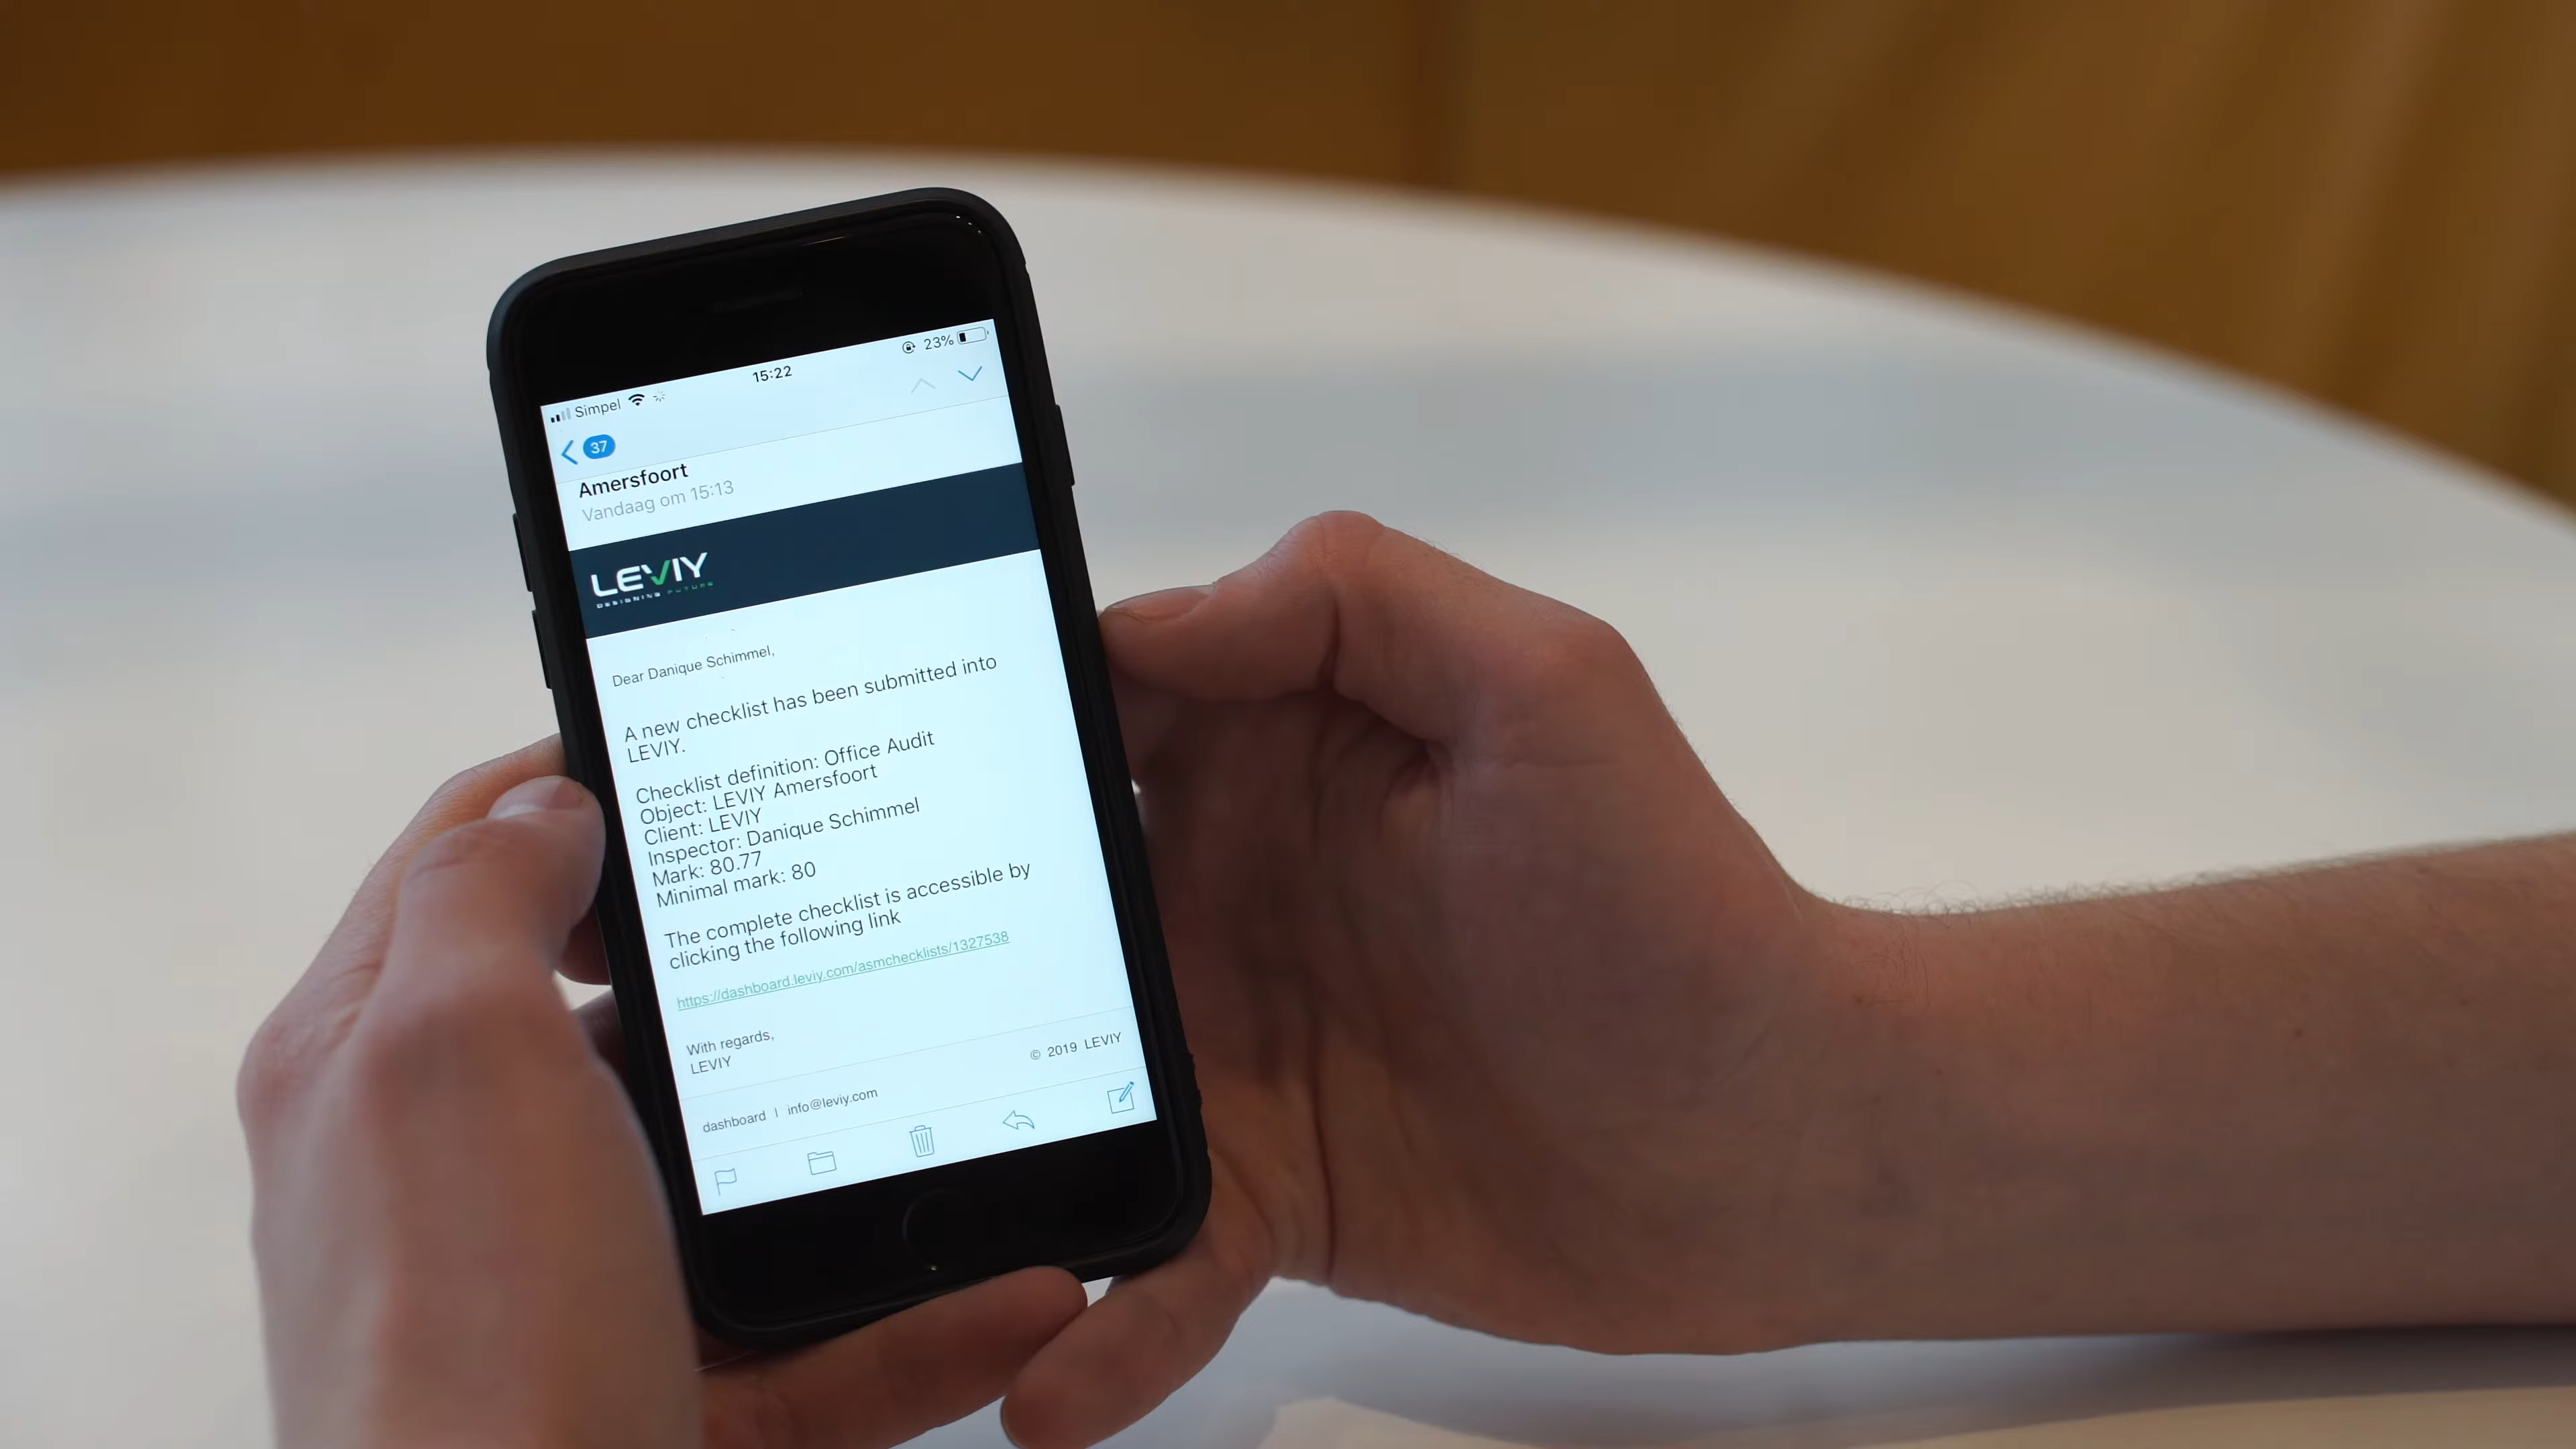 Simpel
15:22
23%
37
Amersfoort
Vandaag om 15:13
LEVIY
DESIGNING FUTURE
Dear Danique Schimmel,
A new checklist has been submitted into
LEVIY.
Checklist definition: Office Audit
Object: LEVIY Amersfoort
Client: LEVIY
Inspector: Danique Schimmel
Mark: 80.77
Minimal mark: 80
The complete checklist is accessible by
clicking the following link
https://dashboard.leviy.com/asmchecklists/1327538
With regards,
LEVIY
© 2019 LEVIY
dashboard | info@leviy.com